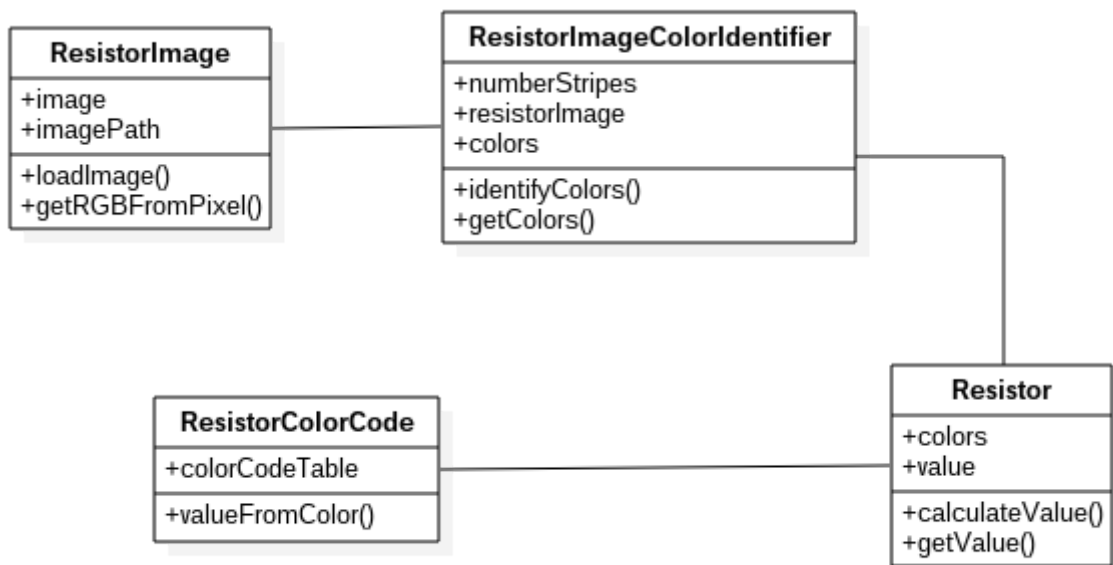 ResistorImage
+image
+imagePath
+loadImage()
+getRGBFromPixel()
ResistorImageColorIdentifier
+numberStripes
+resistorImage
+colors
+identifyColors()
+getColors()
ResistorColorCode
+colorCodeTable
+valueFromColor()
Resistor
+colors
+value
+calculateValue()
+getValue()